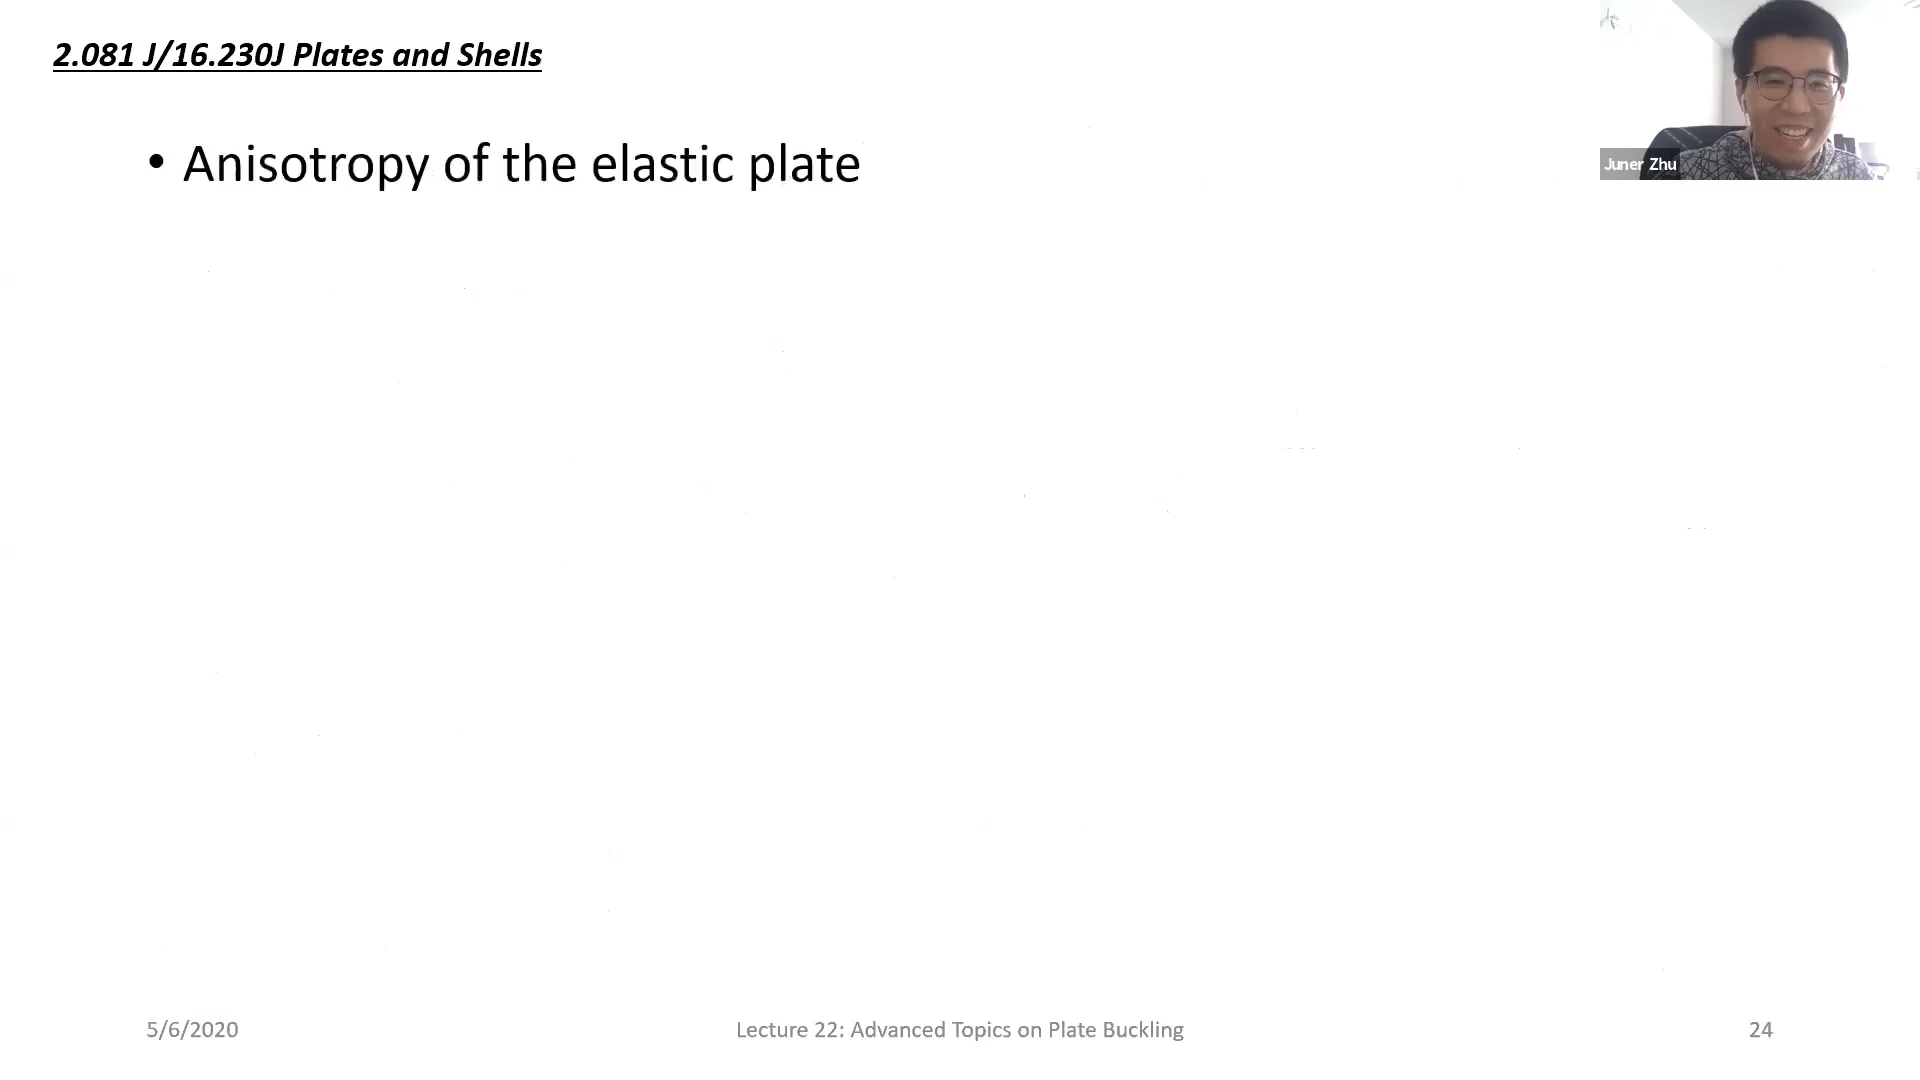 2.081 J/16.230J Plates and Shells
Juner Zhu
• Anisotropy of the elastic plate
5/6/2020
Lecture 22: Advanced Topics on Plate Buckling
24